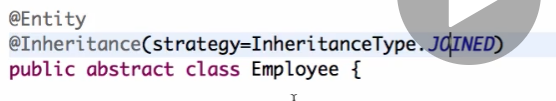 @Entity
@Inheritance(strategy=InheritanceType.JOINED)
public abstract class Employee {